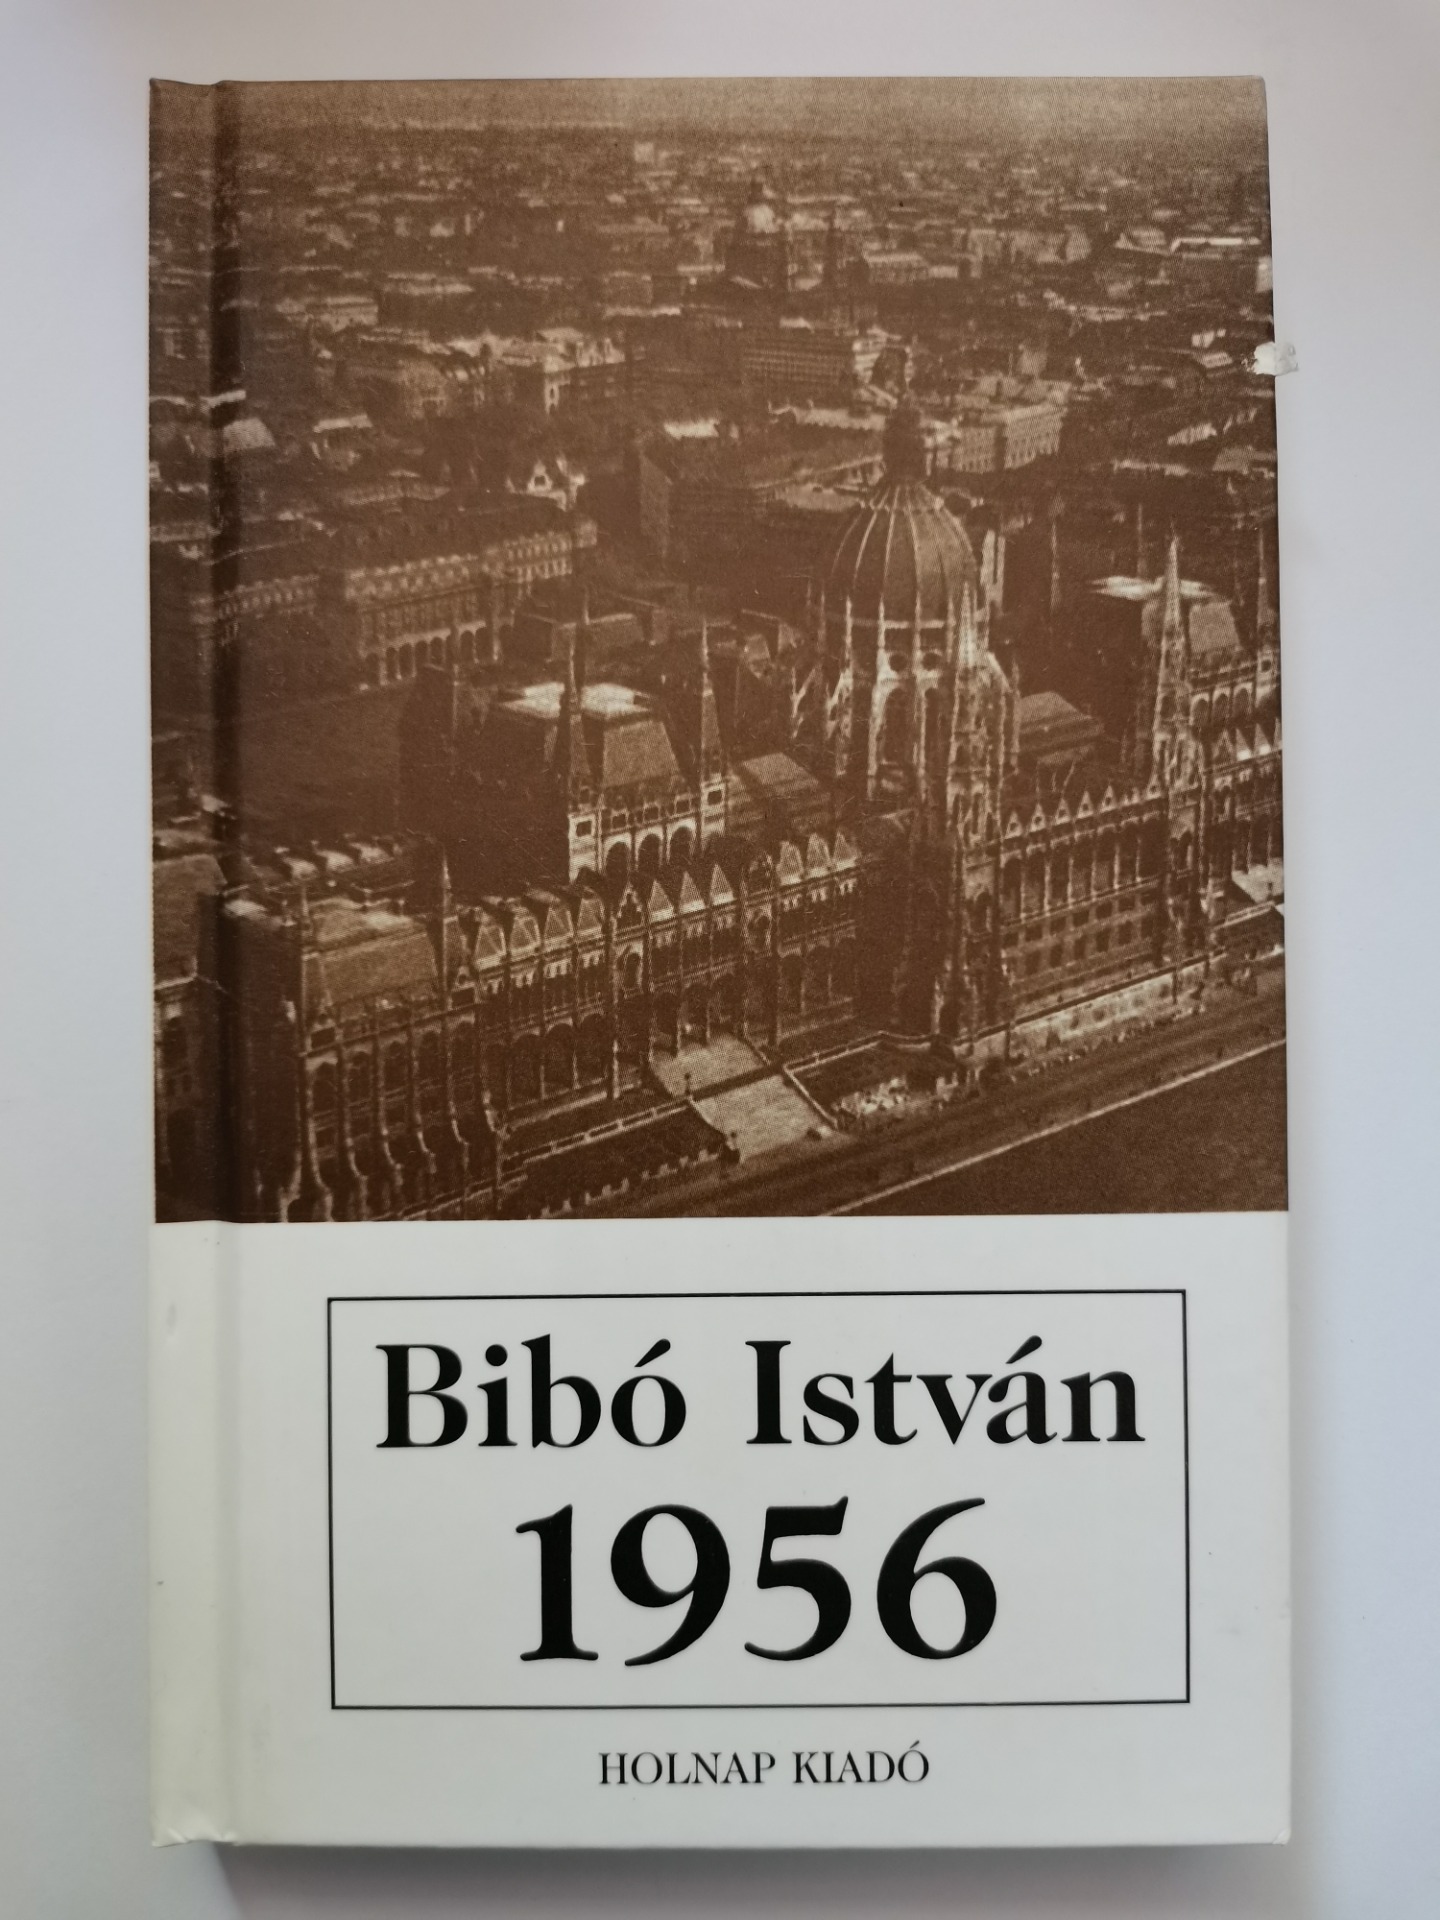 Bibó István
1956
HOLNAP KIADÓ